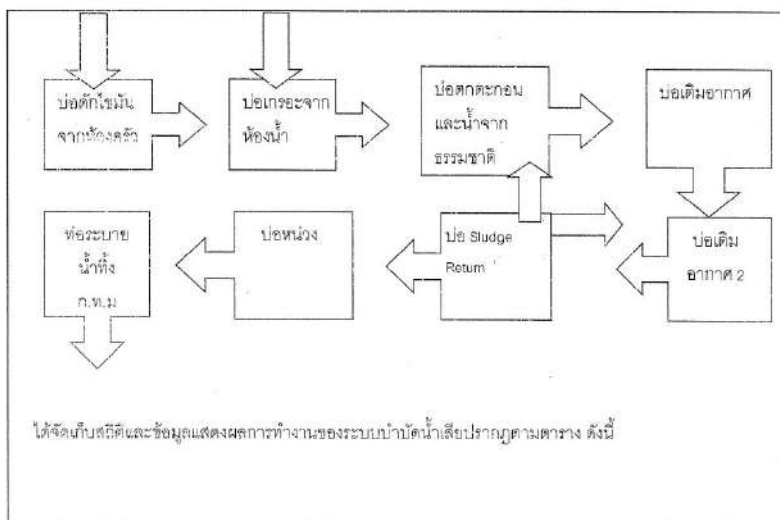 บ่อดักไขมัน
จากห้องครัว
บ่อเกรอะจาก
ห้องน้ำ
บ่อตกตะกอน
และน้ำจาก
ธรรมชาติ
บ่อเติมอากาศ
ท่อระบาย
น้ำทิ้ง
ก.ท.ม
บ่อหน่วง
บ่อ Sludge
Return
บ่อเติม
อากาศ 2
ได้จัดเก็บสถิติและข้อมูลแสดงผลการทำงานของระบบบำบัดน้ำเสียปรากฏตามตาราง ดังนี้